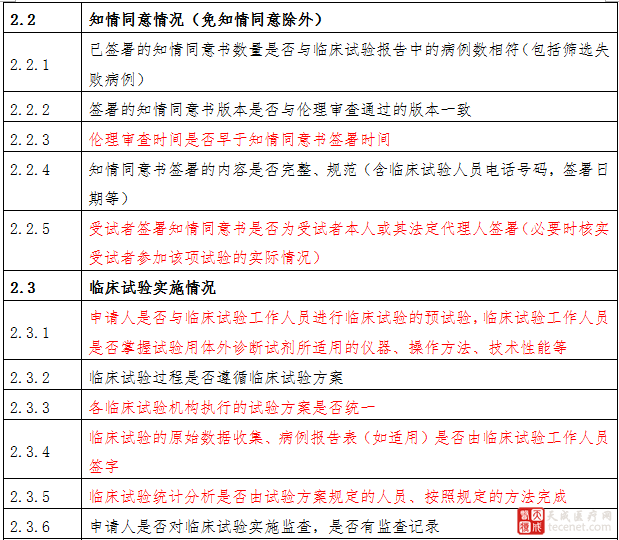 2.2 知情同意情况（免知情同意除外）
2.2.1 已签署的知情同意书数量是否与临床试验报告中的病例数相符（包括筛选失
败病例）
2.2.2 签署的知情同意书版本是否与伦理审查通过的版本一致
2.2.3 伦理审查时间是否早于知情同意书签署时间
2.2.4 知情同意书签署的内容是否完整、规范（含临床试验人员电话号码，签署日
期等）
2.2.5 受试者签署知情同意书是否为受试者本人或其法定代理人签署（必要时核实
受试者参加该项试验的实际情况）
2.3 临床试验实施情况
2.3.1 申请人是否与临床试验工作人员进行临床试验的预试验，临床试验工作人员
是否掌握试验用体外诊断试剂所适用的仪器、操作方法、技术性能等
2.3.2 临床试验过程是否遵循临床试验方案
2.3.3 各临床试验机构执行的试验方案是否统一
2.3.4 临床试验的原始数据收集、病例报告表（如适用）是否由临床试验工作人员
签字
2.3.5 临床试验统计分析是否由试验方案规定的人员、按照规定的方法完成
2.3.6 申请人是否对临床试验实施监查，是否有监查记录
天成医疗网
tecenet.com